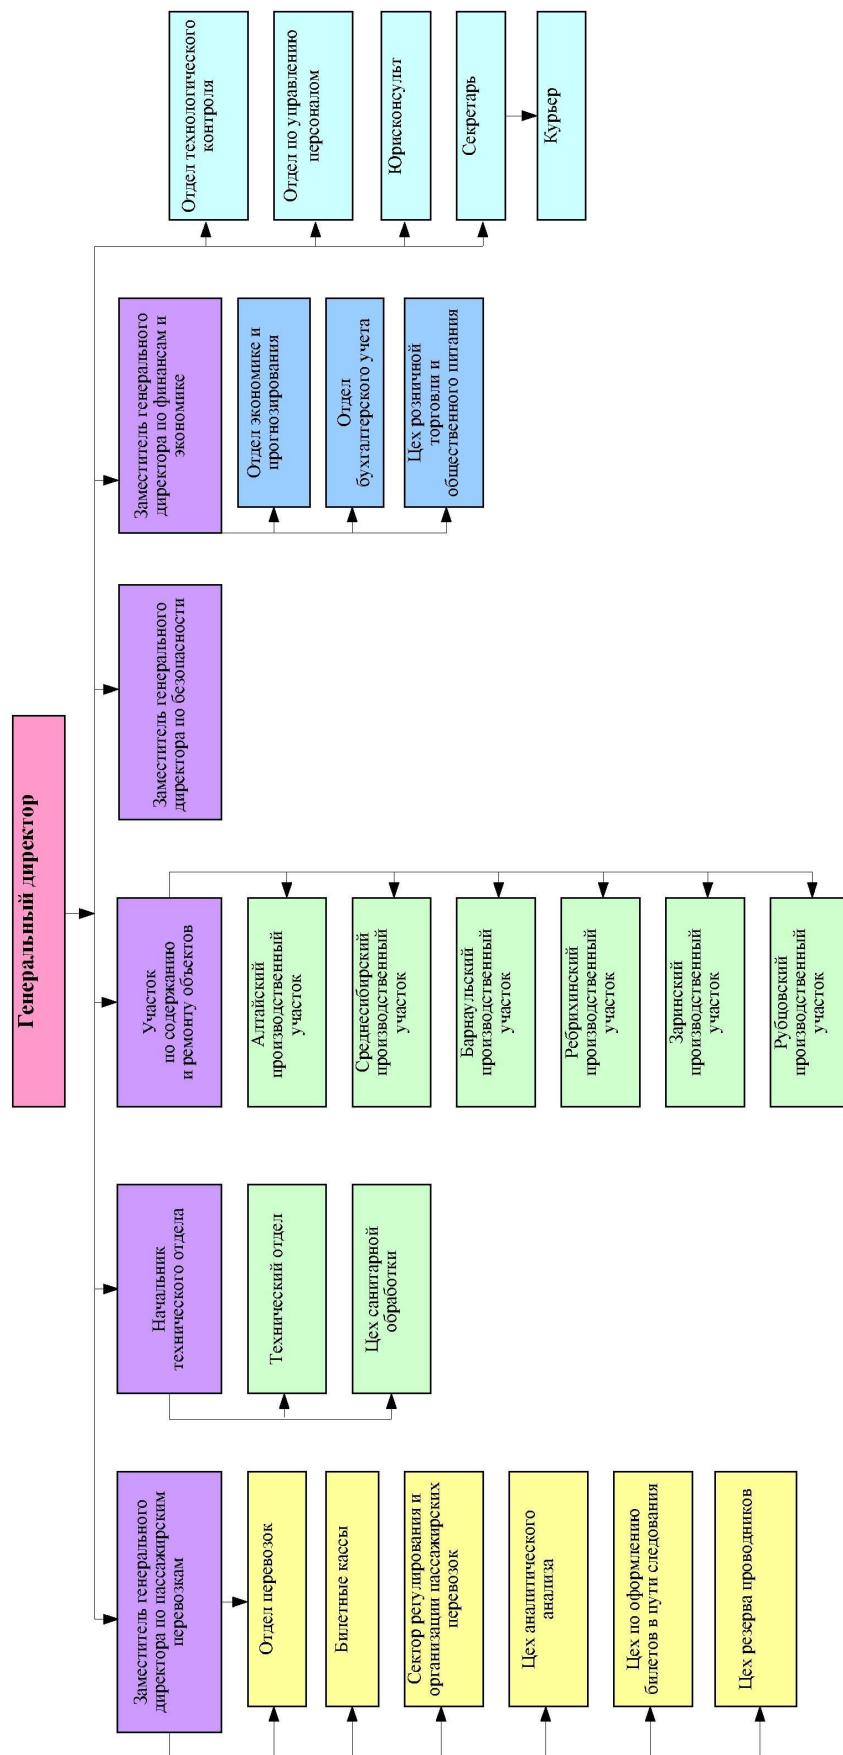 Генеральный директор
Заместитель генерального
директора по пассажирским
перевозкам
Отдел перевозок
Билетные кассы
Сектор регулирования и
организации пассажирских
перевозок
Цех аналитического
анализа
Цех по оформлению
билетов в пути следования
Цех резерва проводников
Начальник
технического отдела
Технический отдел
Цех санитарной
обработки
Участок
по содержанию
и ремонту объектов
Алтайский
производственный
участок
Среднесибирский
производственный
участок
Барнаульский
производственный
участок
Ребрихинский
производственный
участок
Заринский
производственный
участок
Рубцовский
производственный
участок
Заместитель генерального
директора по безопасности
Заместитель генерального
директора по финансам и
экономике
Отдел экономике и
прогнозирования
Отдел
бухгалтерского учета
Цех розничной
торговли и
общественного питания
Отдел технологического
контроля
Отдел по управлению
персоналом
Юрисконсульт
Секретарь
Курьер